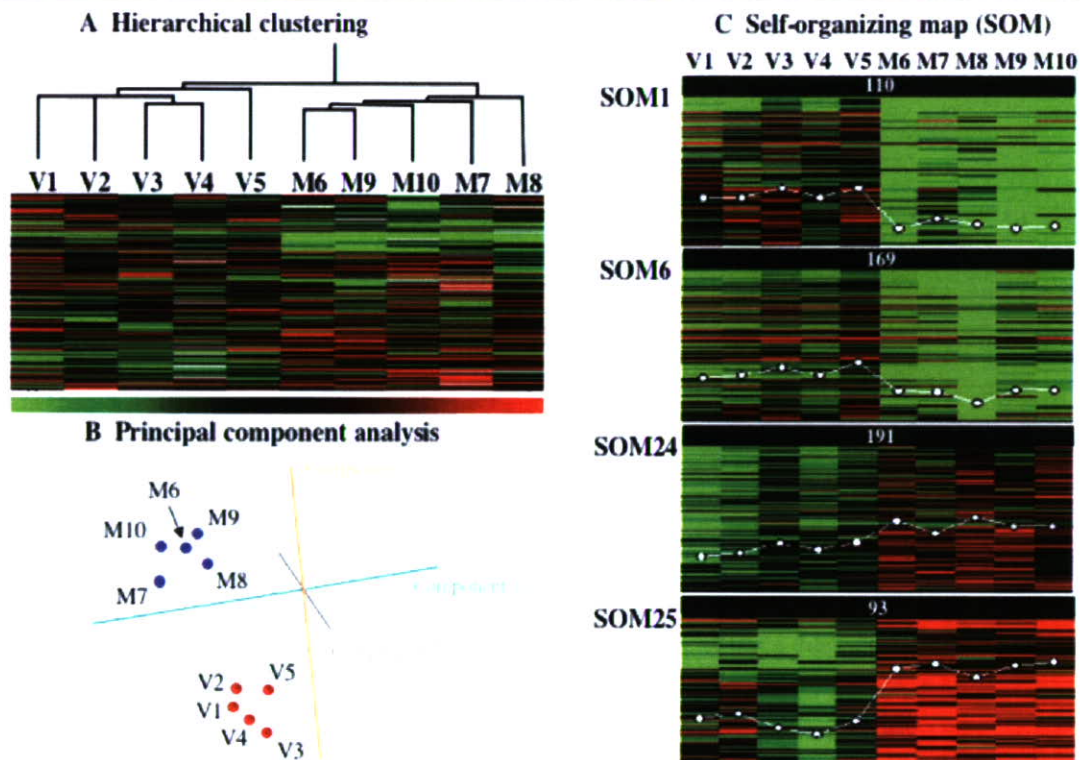 A Hierarchical clustering
V1 V2 V3 V4 V5 M6 M9 M10 M7 M8
B Principal component analysis
M6
M9
M10
M8
M7
V2
V5
V1
V4
V3
C Self-organizing map (SOM)
V1 V2 V3 V4 V5 M6 M7 M8 M9 M10
SOM1
110
SOM6
169
SOM24
191
SOM25
93